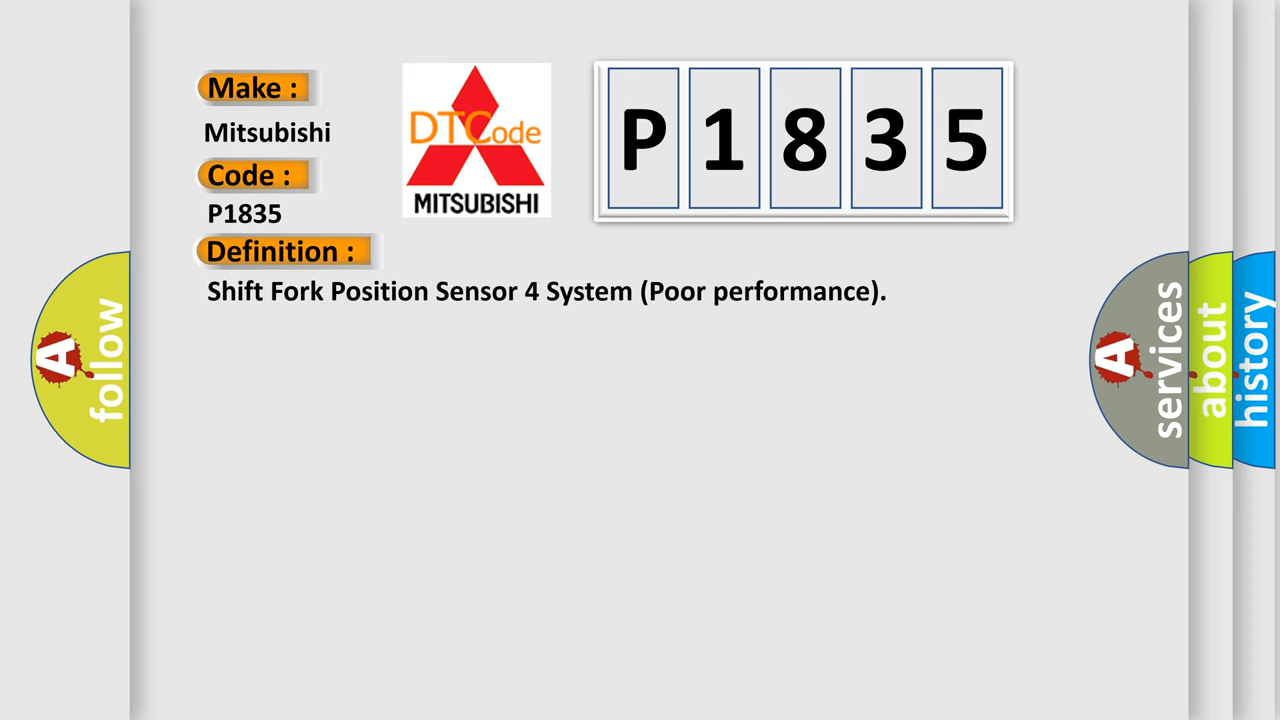 Make :
Mitsubishi
Code :
P1835
Definition :
Shift Fork Position Sensor 4 System (Poor performance).
DTCode
MITSUBISHI
P 1 8 3 5
A follow
A services
about
history